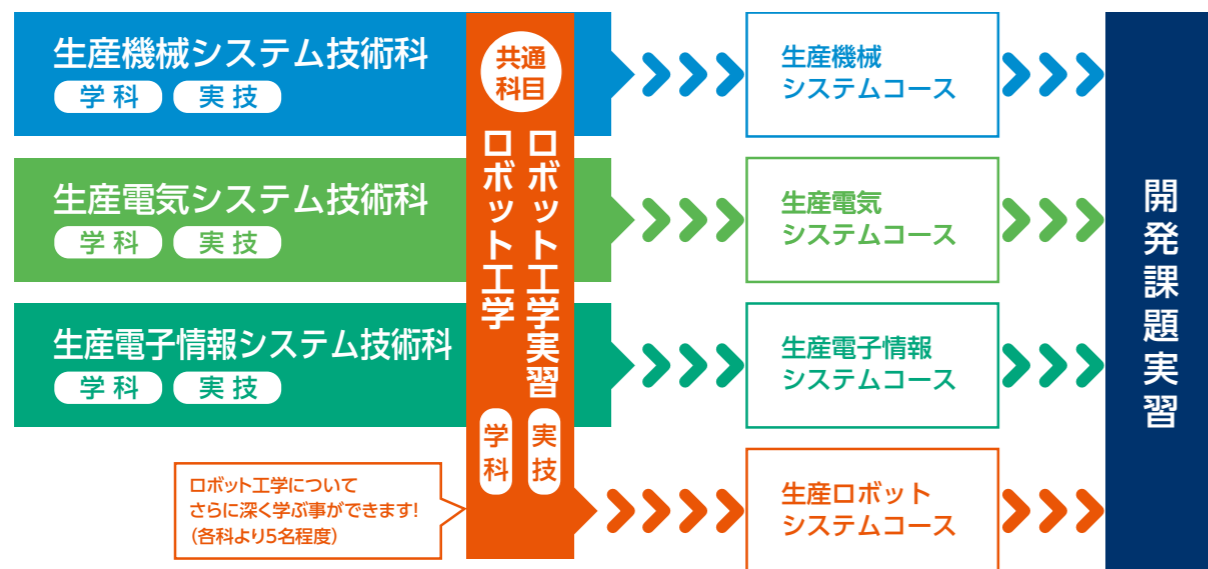 生産機械システム技術科
学科 実技
生産電気システム技術科
学科 実技
生産電子情報システム技術科
学科 実技
共通
科目
ロボット工学実習
実技
ロボット工学
学科
ロボット工学について
さらに深く学ぶ事ができます!
(各科より5名程度)
生産機械
システムコース
生産電気
システムコース
生産電子情報
システムコース
生産ロボット
システムコース
開発課題実習